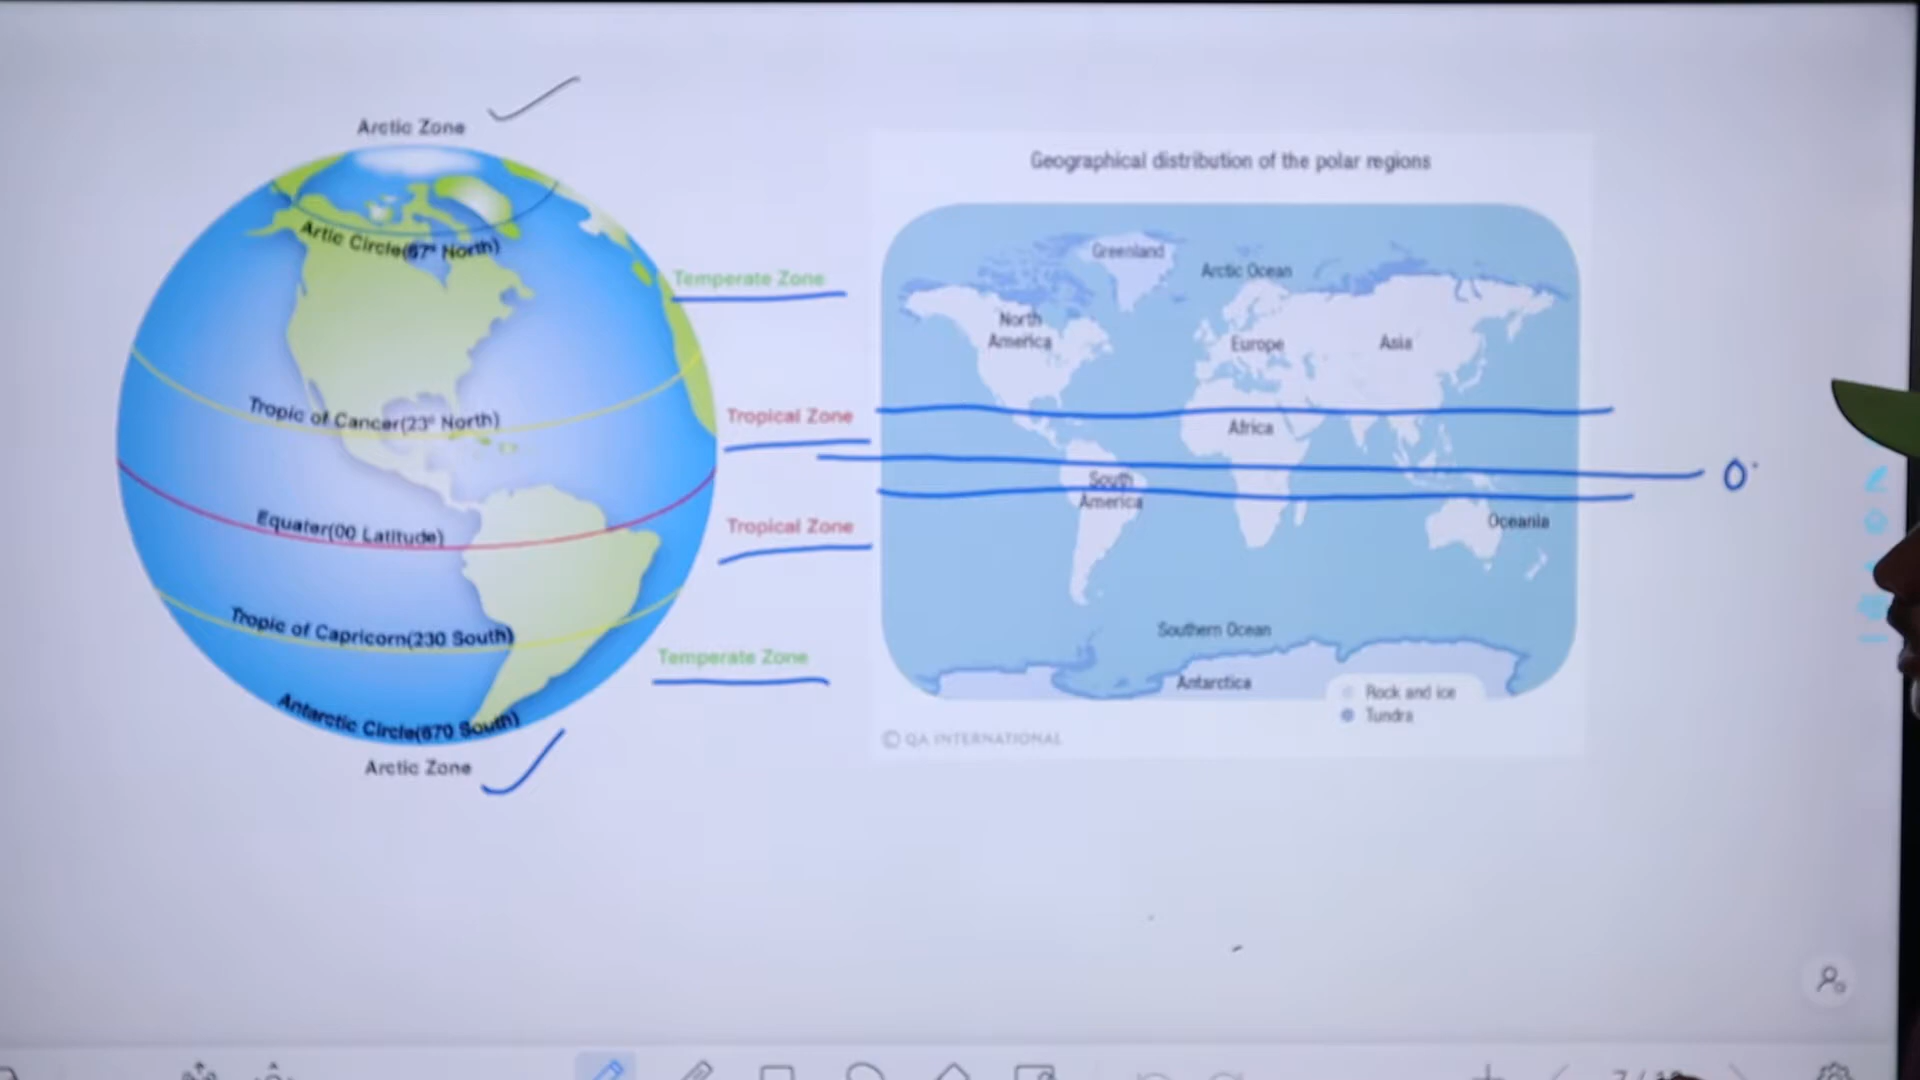 Arctic Zone
Artic Circle(67° North)
Temperate Zone
Tropic of Cancer(23° North)
Tropical Zone
Equater(00 Latitude)
Tropical Zone
Tropic of Capricorn(230 South)
Temperate Zone
Antarctic Circle(670 South)
Arctic Zone
Geographical distribution of the polar regions
Greenland
Arctic Ocean
North
America
Europe
Asia
Africa
South
America
Oceania
Southern Ocean
Antarctica
Rock and ice
Tundra
© QA INTERNATIONAL
0°